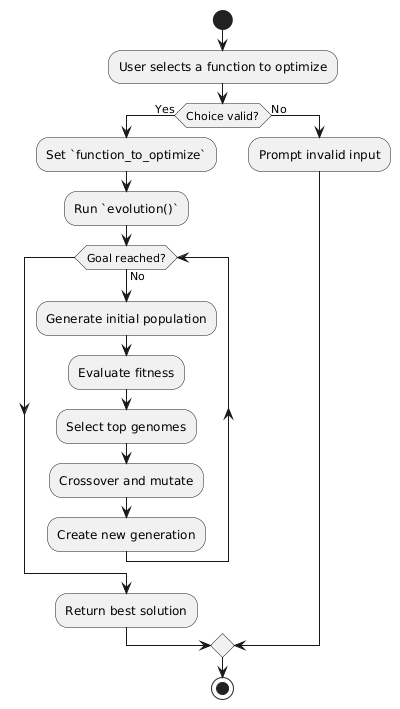 User selects a function to optimize
Choice valid?
Yes
No
Set `function_to_optimize`
Prompt invalid input
Run `evolution()`
Goal reached?
No
Generate initial population
Evaluate fitness
Select top genomes
Crossover and mutate
Create new generation
Return best solution